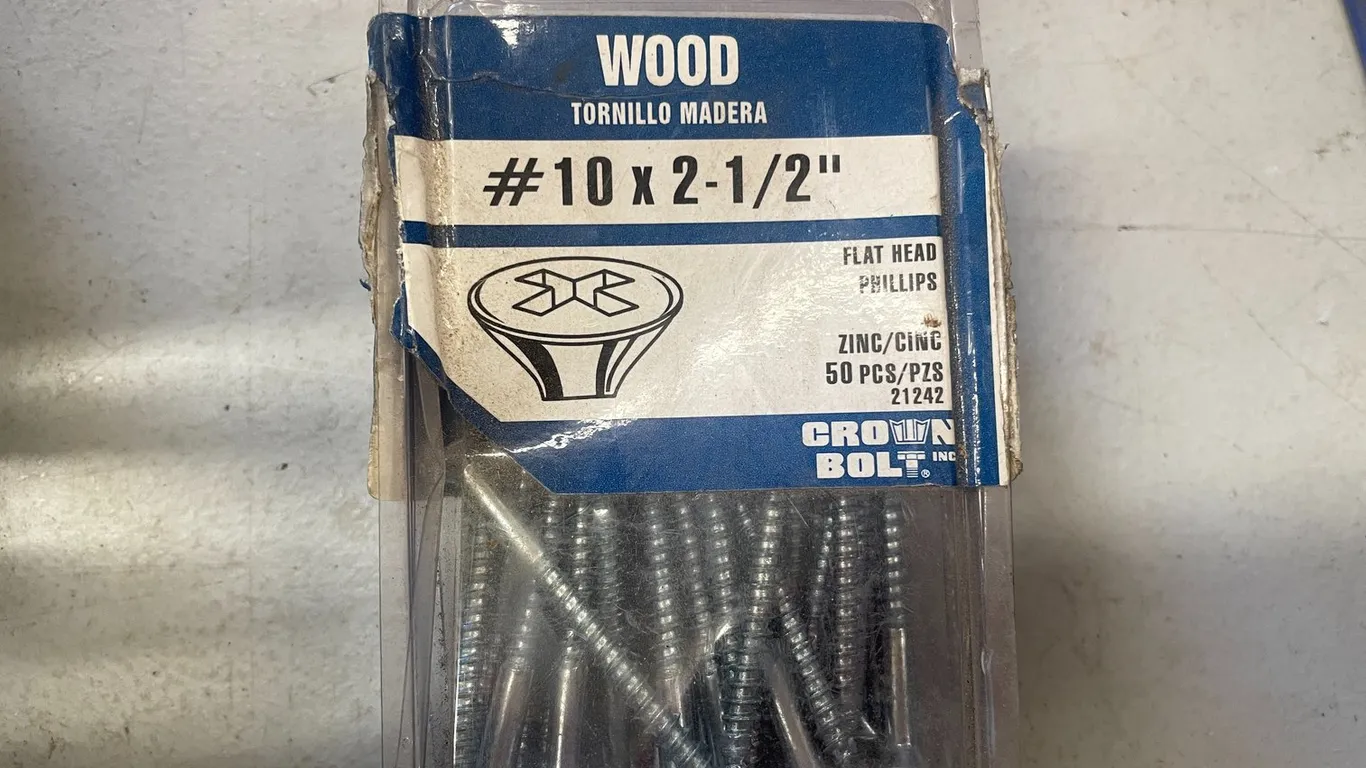 WOOD
TORNILLO MADERA
#10 x 2-1/2"
FLAT HEAD
PHILLIPS
ZINC/CINC
50 PCS/PZS
21242
CROWN
BOLT® INC